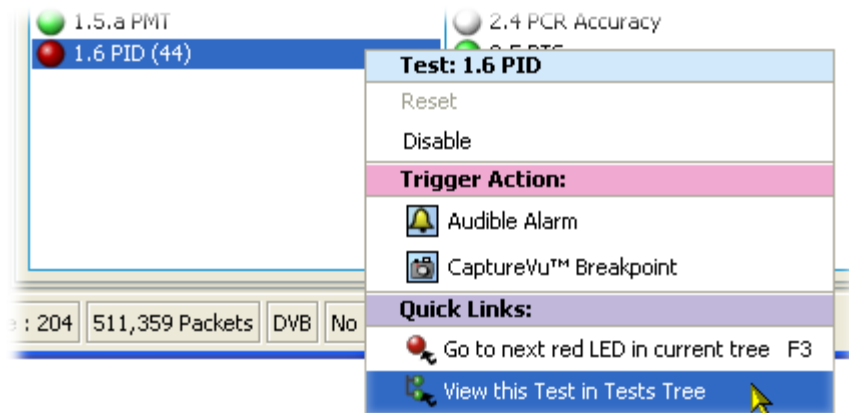 1.5.a PMT
2.4 PCR Accuracy
1.6 PID (44)
Test: 1.6 PID
Reset
Disable
Trigger Action:
Audible Alarm
CaptureVu™ Breakpoint
Quick Links:
: 204
511,359 Packets
DVB
No
Go to next red LED in current tree F3
View this Test in Tests Tree